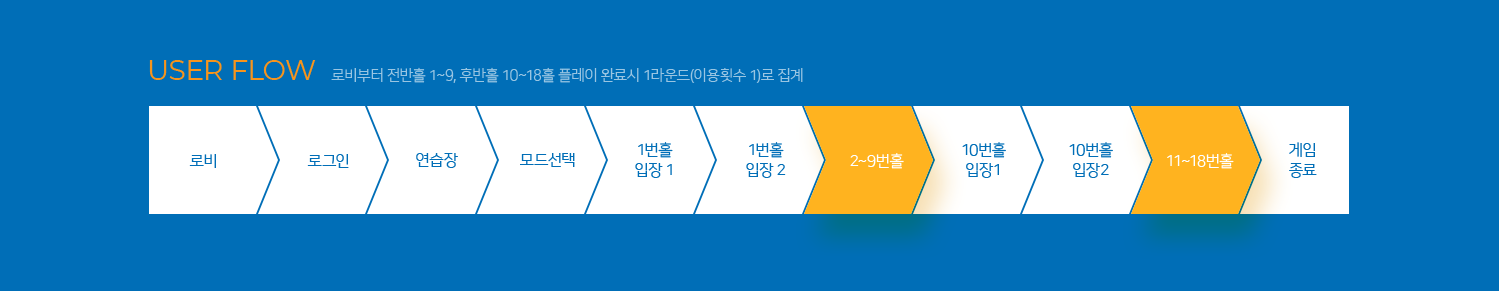 USER FLOW 로비부터 전반홀 1~9, 후반홀 10~18홀 플레이 완료시 1라운드(이용횟수 1)로 집계
로비
로그인
연습장
모드선택
1번홀
입장 1
1번홀
입장 2
2~9번홀
10번홀
입장1
10번홀
입장2
11~18번홀
게임
종료